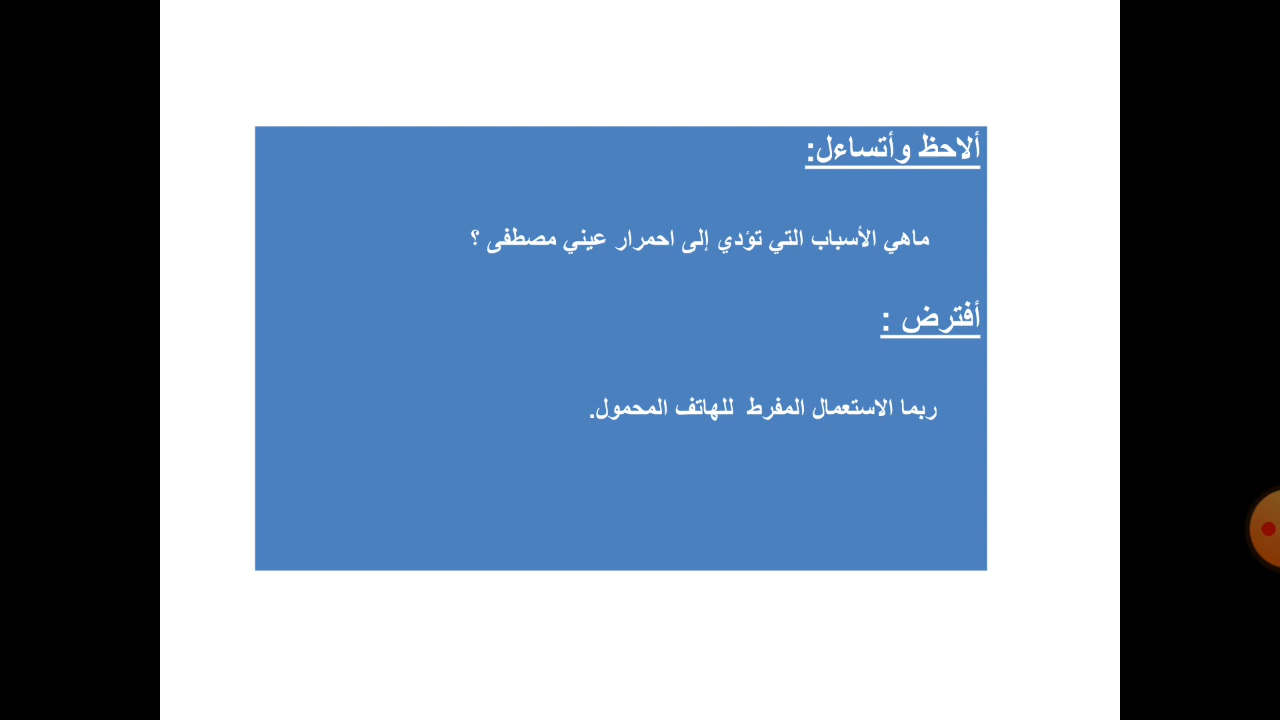 ألاحظ وأتساءل:
ماهي الأسباب التي تؤدي إلى احمرار عيني مصطفى ؟
أفترض :
ربما الاستعمال المفرط للهاتف المحمول.